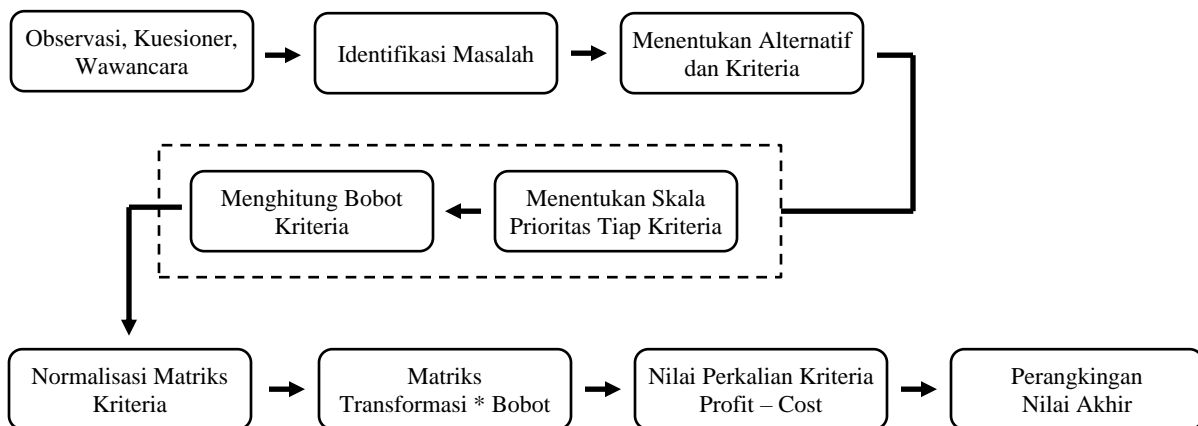 Observasi, Kuesioner,
Wawancara
Identifikasi Masalah
Menentukan Alternatif
dan Kriteria
Menentukan Skala
Prioritas Tiap Kriteria
Menghitung Bobot
Kriteria
Normalisasi Matriks
Kriteria
Matriks
Transformasi * Bobot
Nilai Perkalian Kriteria
Profit – Cost
Perangkingan
Nilai Akhir